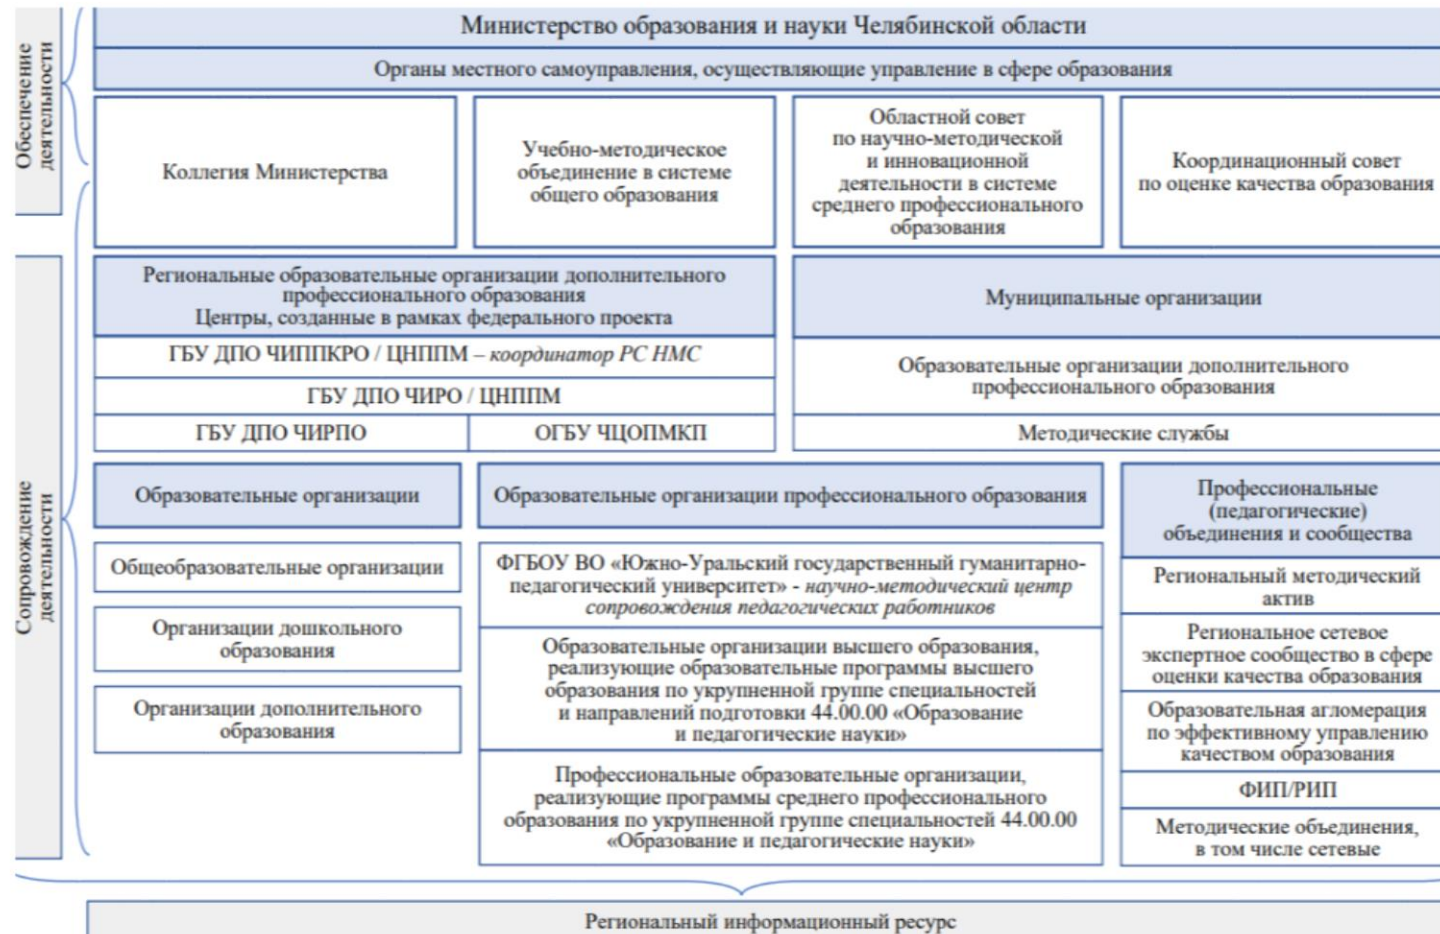 Обеспечение
деятельности
Министерство образования и науки Челябинской области
Органы местного самоуправления, осуществляющие управление в сфере образования
Коллегия Министерства
Учебно-методическое
объединение в системе
общего образования
Областной совет
по научно-методической
и инновационной
деятельности в системе
среднего профессионального
образования
Координационный совет
по оценке качества образования
Сопровождение
деятельности
Региональные образовательные организации дополнительного
профессионального образования
Центры, созданные в рамках федерального проекта
ГБУ ДПО ЧИППКРО / ЦНППМ – координатор РС НМС
ГБУ ДПО ЧИРО / ЦНППМ
ГБУ ДПО ЧИРПО
ОГБУ ЧЦОПМКП
Муниципальные организации
Образовательные организации дополнительного
профессионального образования
Методические службы
Образовательные организации
Общеобразовательные организации
Организации дошкольного
образования
Организации дополнительного
образования
Образовательные организации профессионального образования
ФГБОУ ВО «Южно-Уральский государственный гуманитарно-
педагогический университет» - научно-методический центр
сопровождения педагогических работников
Образовательные организации высшего образования,
реализующие образовательные программы высшего
образования по укрупненной группе специальностей
и направлений подготовки 44.00.00 «Образование
и педагогические науки»
Профессиональные образовательные организации,
реализующие программы среднего профессионального
образования по укрупненной группе специальностей 44.00.00
«Образование и педагогические науки»
Профессиональные
(педагогические)
объединения и сообщества
Региональный методический
актив
Региональное сетевое
экспертное сообщество в сфере
оценки качества образования
Образовательная агломерация
по эффективному управлению
качеством образования
ФИП/РИП
Методические объединения,
в том числе сетевые
Региональный информационный ресурс